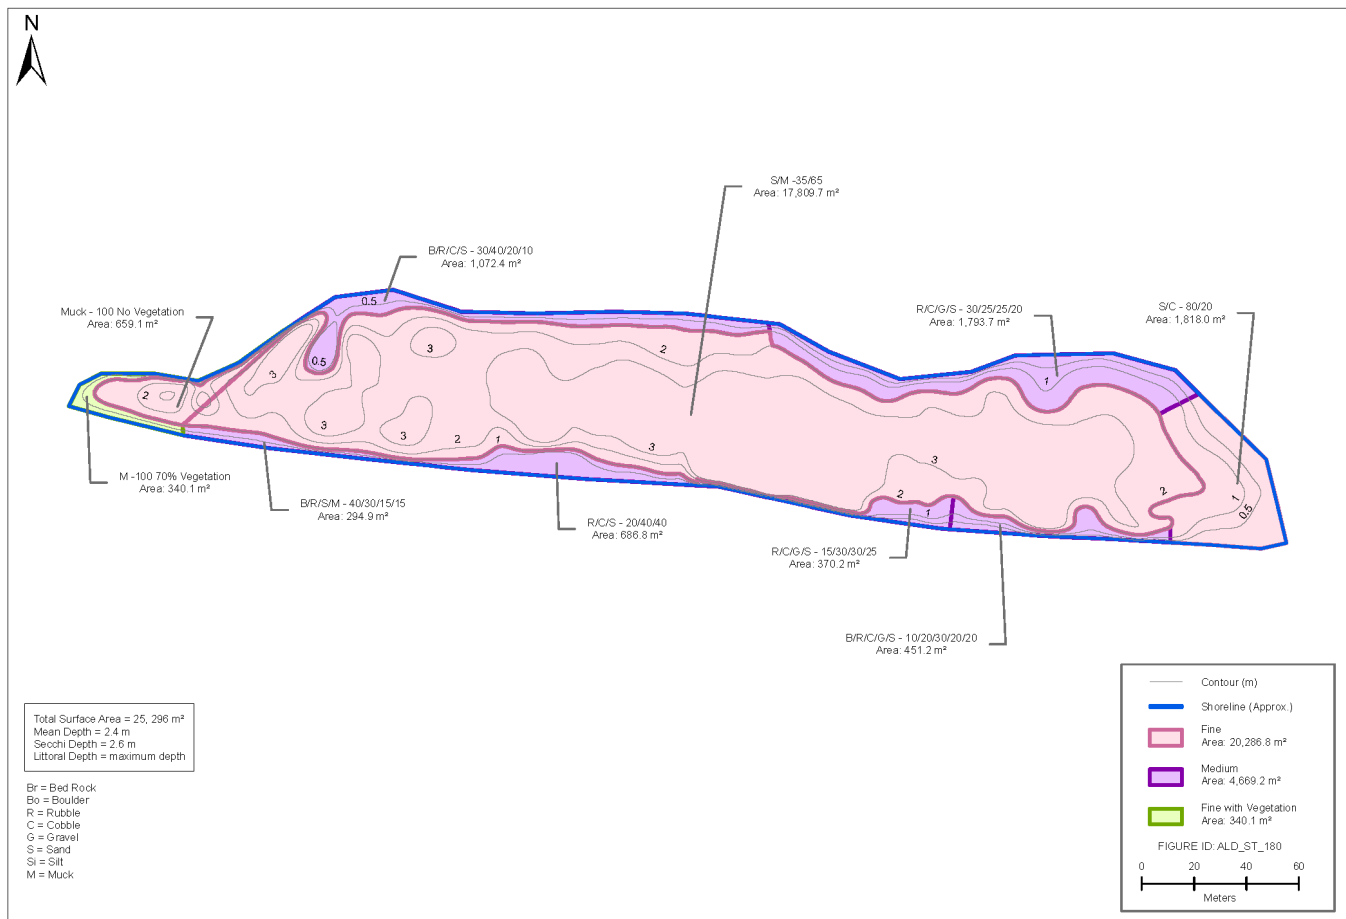 N
S/M -35/65
Area: 17,809.7 m²
B/R/C/S - 30/40/20/10
Area: 1,072.4 m²
Muck - 100 No Vegetation
Area: 659.1 m²
R/C/G/S - 30/25/25/20
Area: 1,793.7 m²
S/C - 80/20
Area: 1,818.0 m²
0.5
3
2
0.5
3
1
2
3
3
2
1
3
3
2
1
2
1
0.5
M -100 70% Vegetation
Area: 340.1 m²
B/R/S/M - 40/30/15/15
Area: 294.9 m²
R/C/S - 20/40/40
Area: 686.8 m²
R/C/G/S - 15/30/30/25
Area: 370.2 m²
B/R/C/G/S - 10/20/30/20/20
Area: 451.2 m²
Total Surface Area = 25, 296 m²
Mean Depth = 2.4 m
Secchi Depth = 2.6 m
Littoral Depth = maximum depth
Br = Bed Rock
Bo = Boulder
R = Rubble
C = Cobble
G = Gravel
S = Sand
Si = Silt
M = Muck
Contour (m)
Shoreline (Approx.)
Fine
Area: 20,286.8 m²
Medium
Area: 4,669.2 m²
Fine with Vegetation
Area: 340.1 m²
FIGURE ID: ALD_ST_180
0 20 40 60
Meters